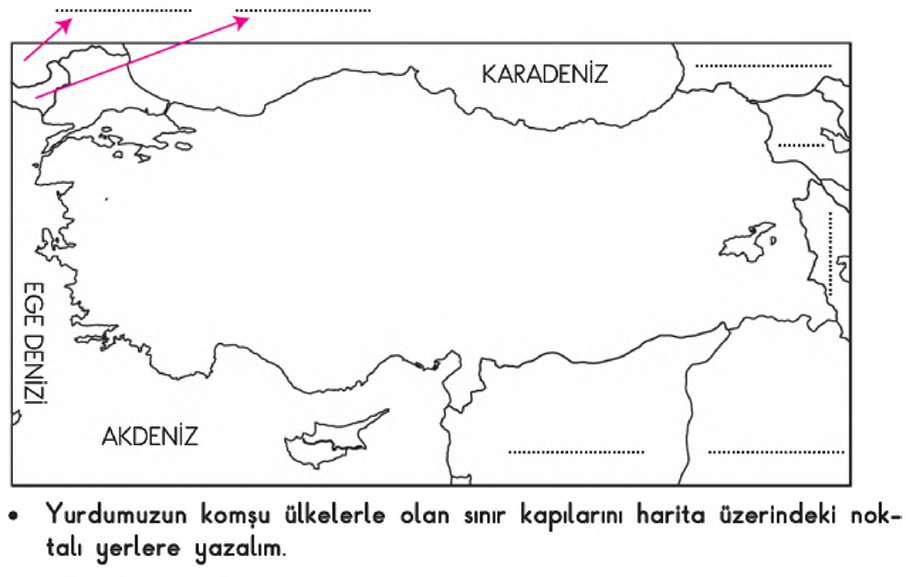 KARADENİZ
EGE DENİZİ
AKDENİZ
• Yurdumuzun komşu ülkelerle olan sınır kapılarını harita üzerindeki nok-
talı yerlere yazalım.